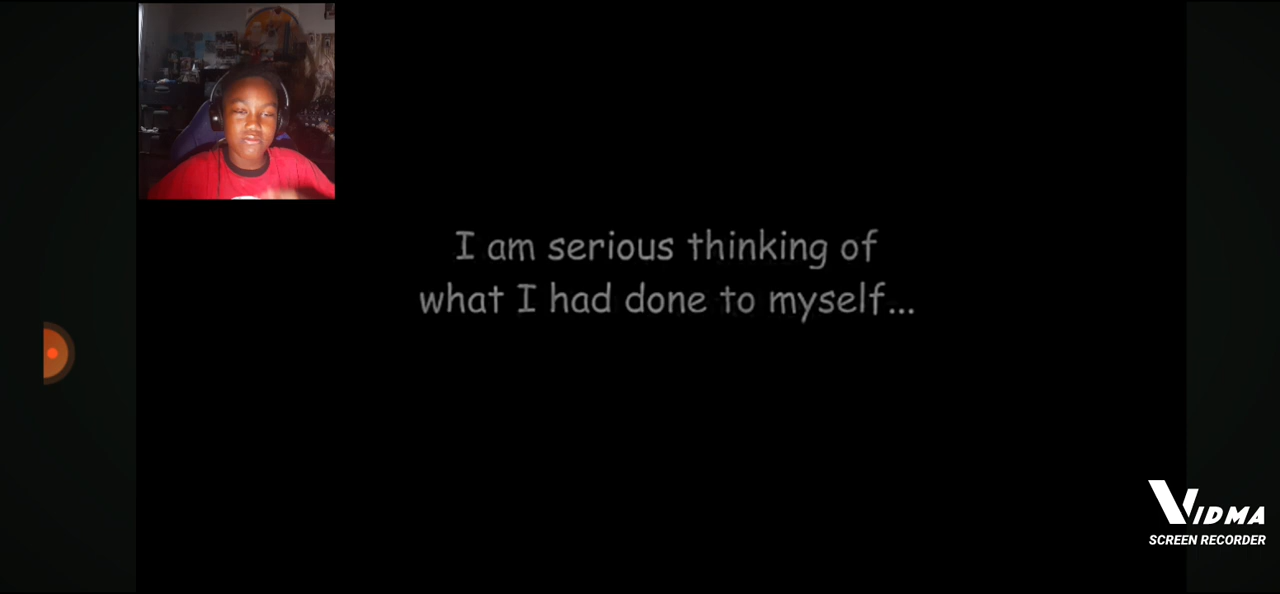 I am serious thinking of
what I had done to myself...
VIDMA
SCREEN RECORDER